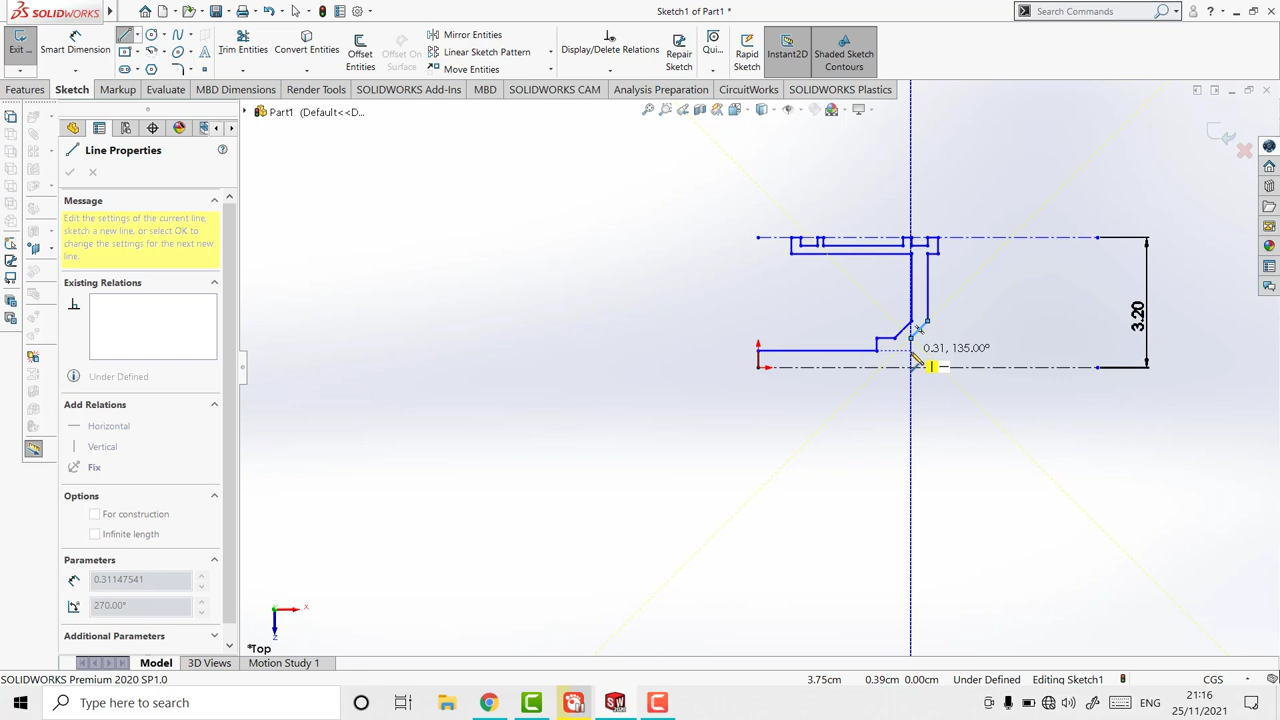 SOLIDWORKS
Sketch1 of Part1 *
Search Commands
Exit ...
Smart Dimension
Trim Entities
Convert Entities
Offset Entities
Offset On Surface
Mirror Entities
Linear Sketch Pattern
Move Entities
Display/Delete Relations
Repair Sketch
Qui...
Rapid Sketch
Instant2D
Shaded Sketch Contours
Features
Sketch
Markup
Evaluate
MBD Dimensions
Render Tools
SOLIDWORKS Add-Ins
MBD
SOLIDWORKS CAM
Analysis Preparation
CircuitWorks
SOLIDWORKS Plastics
Part1 (Default<<D...
Line Properties
Message
Edit the settings of the current line,
sketch a new line, or select OK to
change the settings for the next new
line.
Existing Relations
Under Defined
Add Relations
Horizontal
Vertical
Fix
Options
For construction
Infinite length
Parameters
0.31147541
270.00°
Additional Parameters
3.20
0.31, 135.00°
x
z
*Top
Model
3D Views
Motion Study 1
SOLIDWORKS Premium 2020 SP1.0
3.75cm
0.39cm
0.00cm
Under Defined
Editing Sketch1
CGS
Type here to search
ENG
21:16
25/11/2021